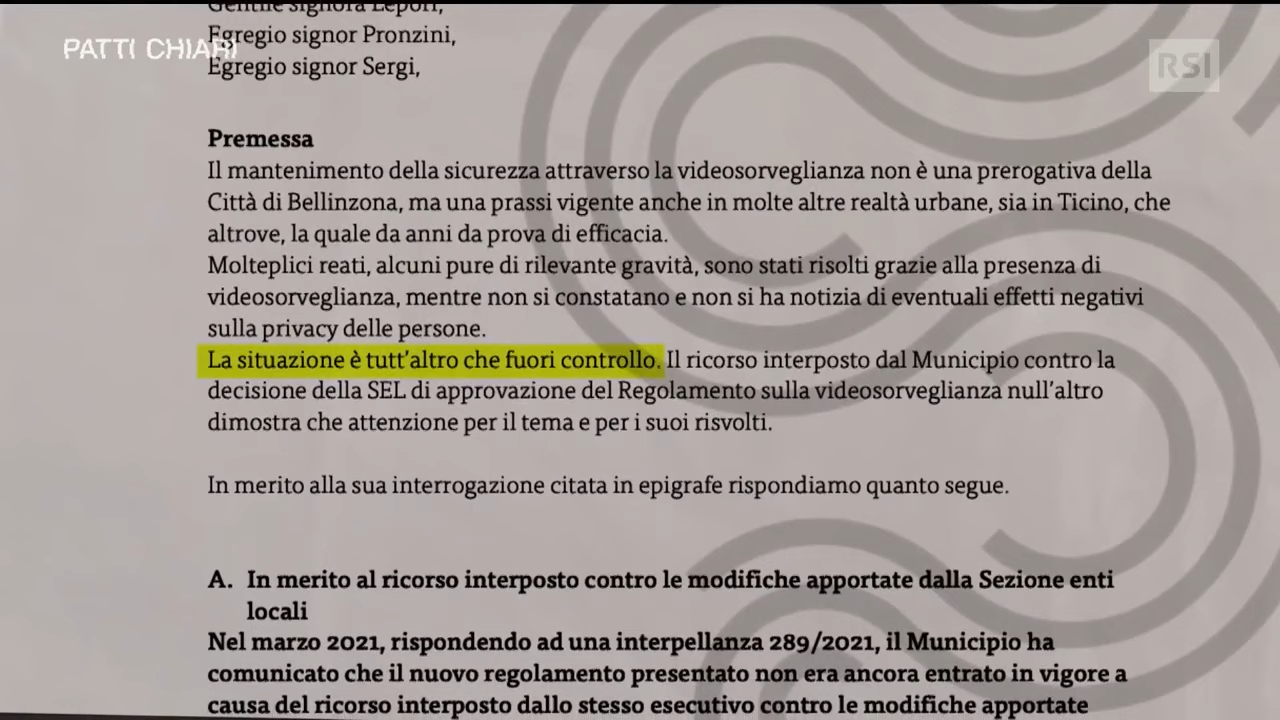 Gentile signora Lepori,
PATTI CHIARI
Egregio signor Pronzini,
Egregio signor Sergi,
RSI
Premessa
Il mantenimento della sicurezza attraverso la videosorveglianza non è una prerogativa della
Città di Bellinzona, ma una prassi vigente anche in molte altre realtà urbane, sia in Ticino, che
altrove, la quale da anni da prova di efficacia.
Molteplici reati, alcuni pure di rilevante gravità, sono stati risolti grazie alla presenza di
videosorveglianza, mentre non si constatano e non si ha notizia di eventuali effetti negativi
sulla privacy delle persone.
La situazione è tutt'altro che fuori controllo. Il ricorso interposto dal Municipio contro la
decisione della SEL di approvazione del Regolamento sulla videosorveglianza null'altro
dimostra che attenzione per il tema e per i suoi risvolti.
In merito alla sua interrogazione citata in epigrafe rispondiamo quanto segue.
A. In merito al ricorso interposto contro le modifiche apportate dalla Sezione enti
locali
Nel marzo 2021, rispondendo ad una interpellanza 289/2021, il Municipio ha
comunicato che il nuovo regolamento presentato non era ancora entrato in vigore a
causa del ricorso interposto dallo stesso esecutivo contro le modifiche apportate